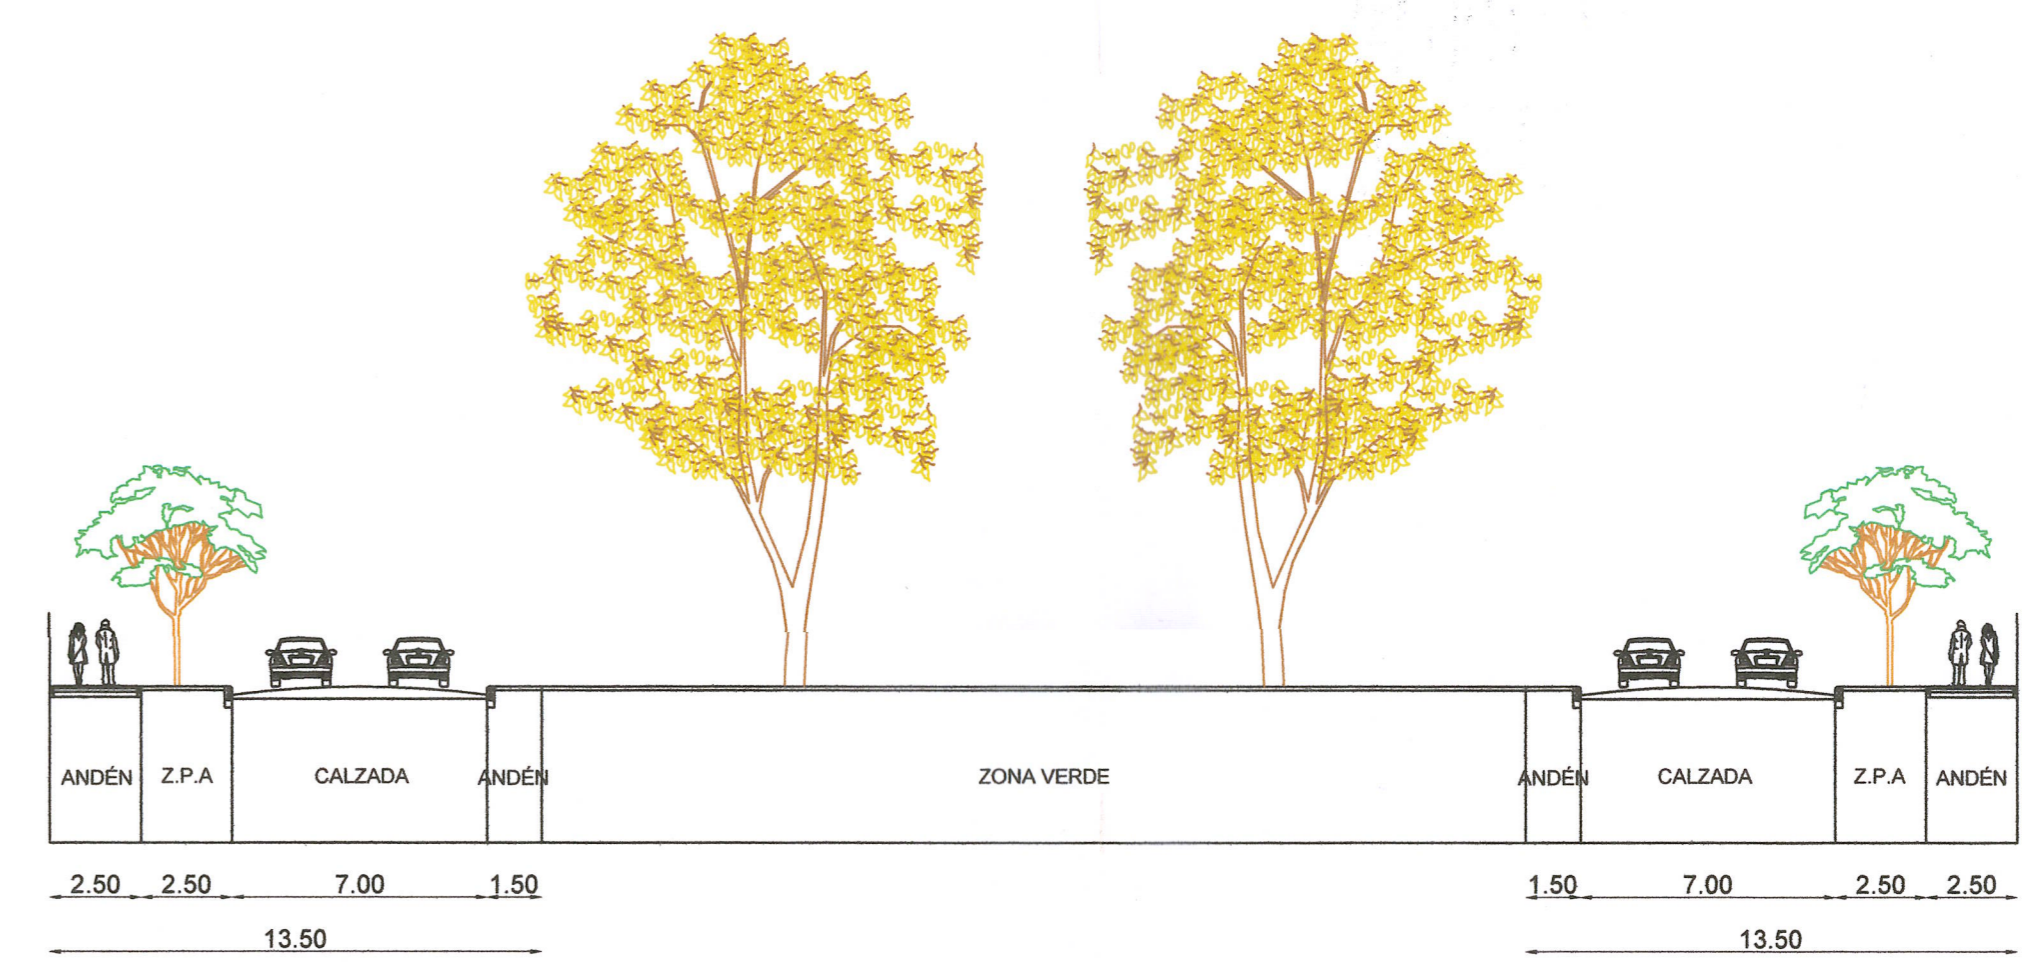 ANDÉN Z.P.A CALZADA ANDÉN ZONA VERDE ANDÉN CALZADA Z.P.A ANDÉN
2.50 2.50 7.00 1.50 1.50 7.00 2.50 2.50
13.50 13.50